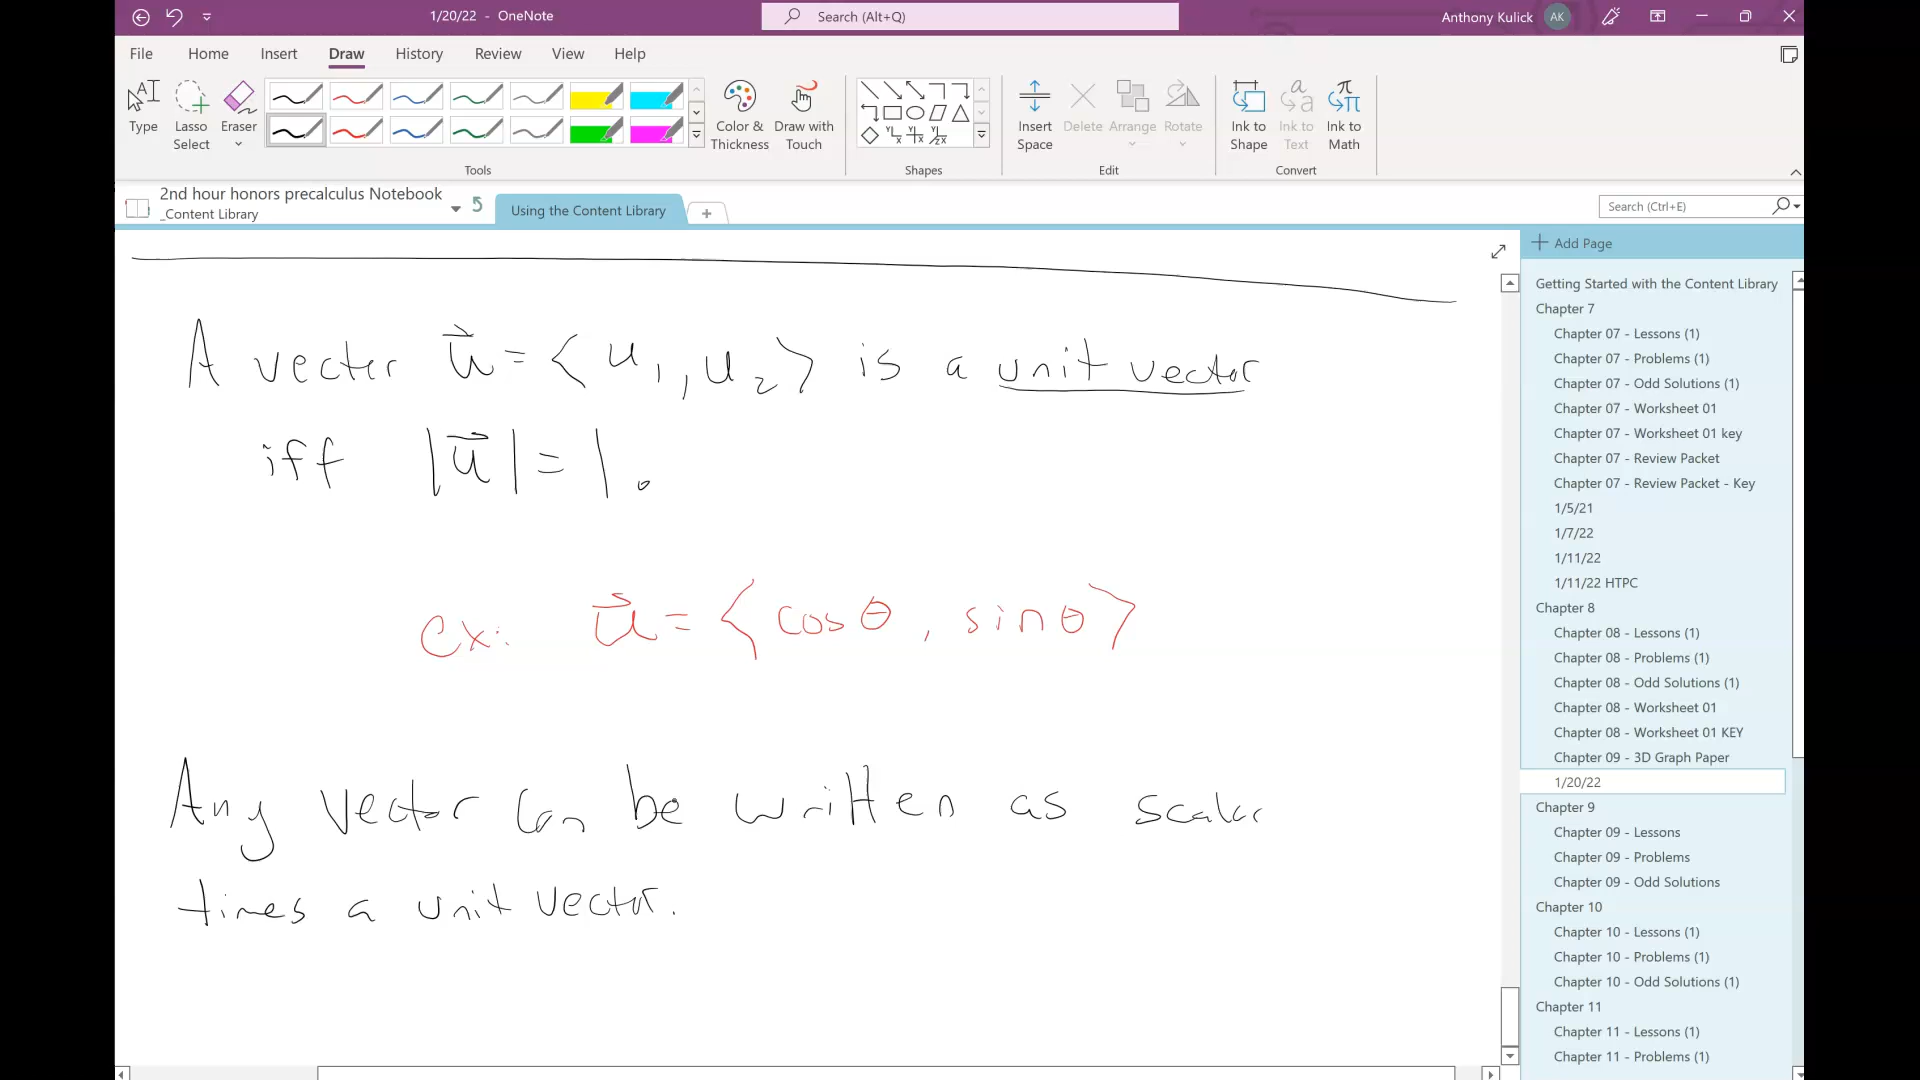 1/20/22 - OneNote
Search (Alt+Q)
Anthony Kulick AK
File Home Insert Draw History Review View Help
Type Lasso Select Eraser Color & Thickness Draw with Touch Insert Space Delete Arrange Rotate Ink to Shape Ink to Text Ink to Math
Tools Shapes Edit Convert
2nd hour honors precalculus Notebook
_Content Library
Using the Content Library
Search (Ctrl+E)
A vector u⃗ = ⟨u₁, u₂⟩ is a unit vector
iff |u⃗| = 1.
ex: u⃗ = ⟨cosθ, sinθ⟩
Any vector can be written as scalar
times a unit vector.
Add Page
Getting Started with the Content Library
Chapter 7
Chapter 07 - Lessons (1)
Chapter 07 - Problems (1)
Chapter 07 - Odd Solutions (1)
Chapter 07 - Worksheet 01
Chapter 07 - Worksheet 01 key
Chapter 07 - Review Packet
Chapter 07 - Review Packet - Key
1/5/21
1/7/22
1/11/22
1/11/22 HTPC
Chapter 8
Chapter 08 - Lessons (1)
Chapter 08 - Problems (1)
Chapter 08 - Odd Solutions (1)
Chapter 08 - Worksheet 01
Chapter 08 - Worksheet 01 KEY
Chapter 09 - 3D Graph Paper
1/20/22
Chapter 9
Chapter 09 - Lessons
Chapter 09 - Problems
Chapter 09 - Odd Solutions
Chapter 10
Chapter 10 - Lessons (1)
Chapter 10 - Problems (1)
Chapter 10 - Odd Solutions (1)
Chapter 11
Chapter 11 - Lessons (1)
Chapter 11 - Problems (1)